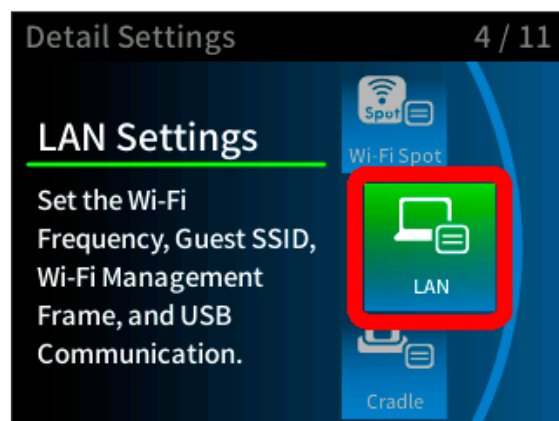 Detail Settings
4 / 11
LAN Settings
Set the Wi-Fi
Frequency, Guest SSID,
Wi-Fi Management
Frame, and USB
Communication.
Spot
Wi-Fi Spot
LAN
Cradle